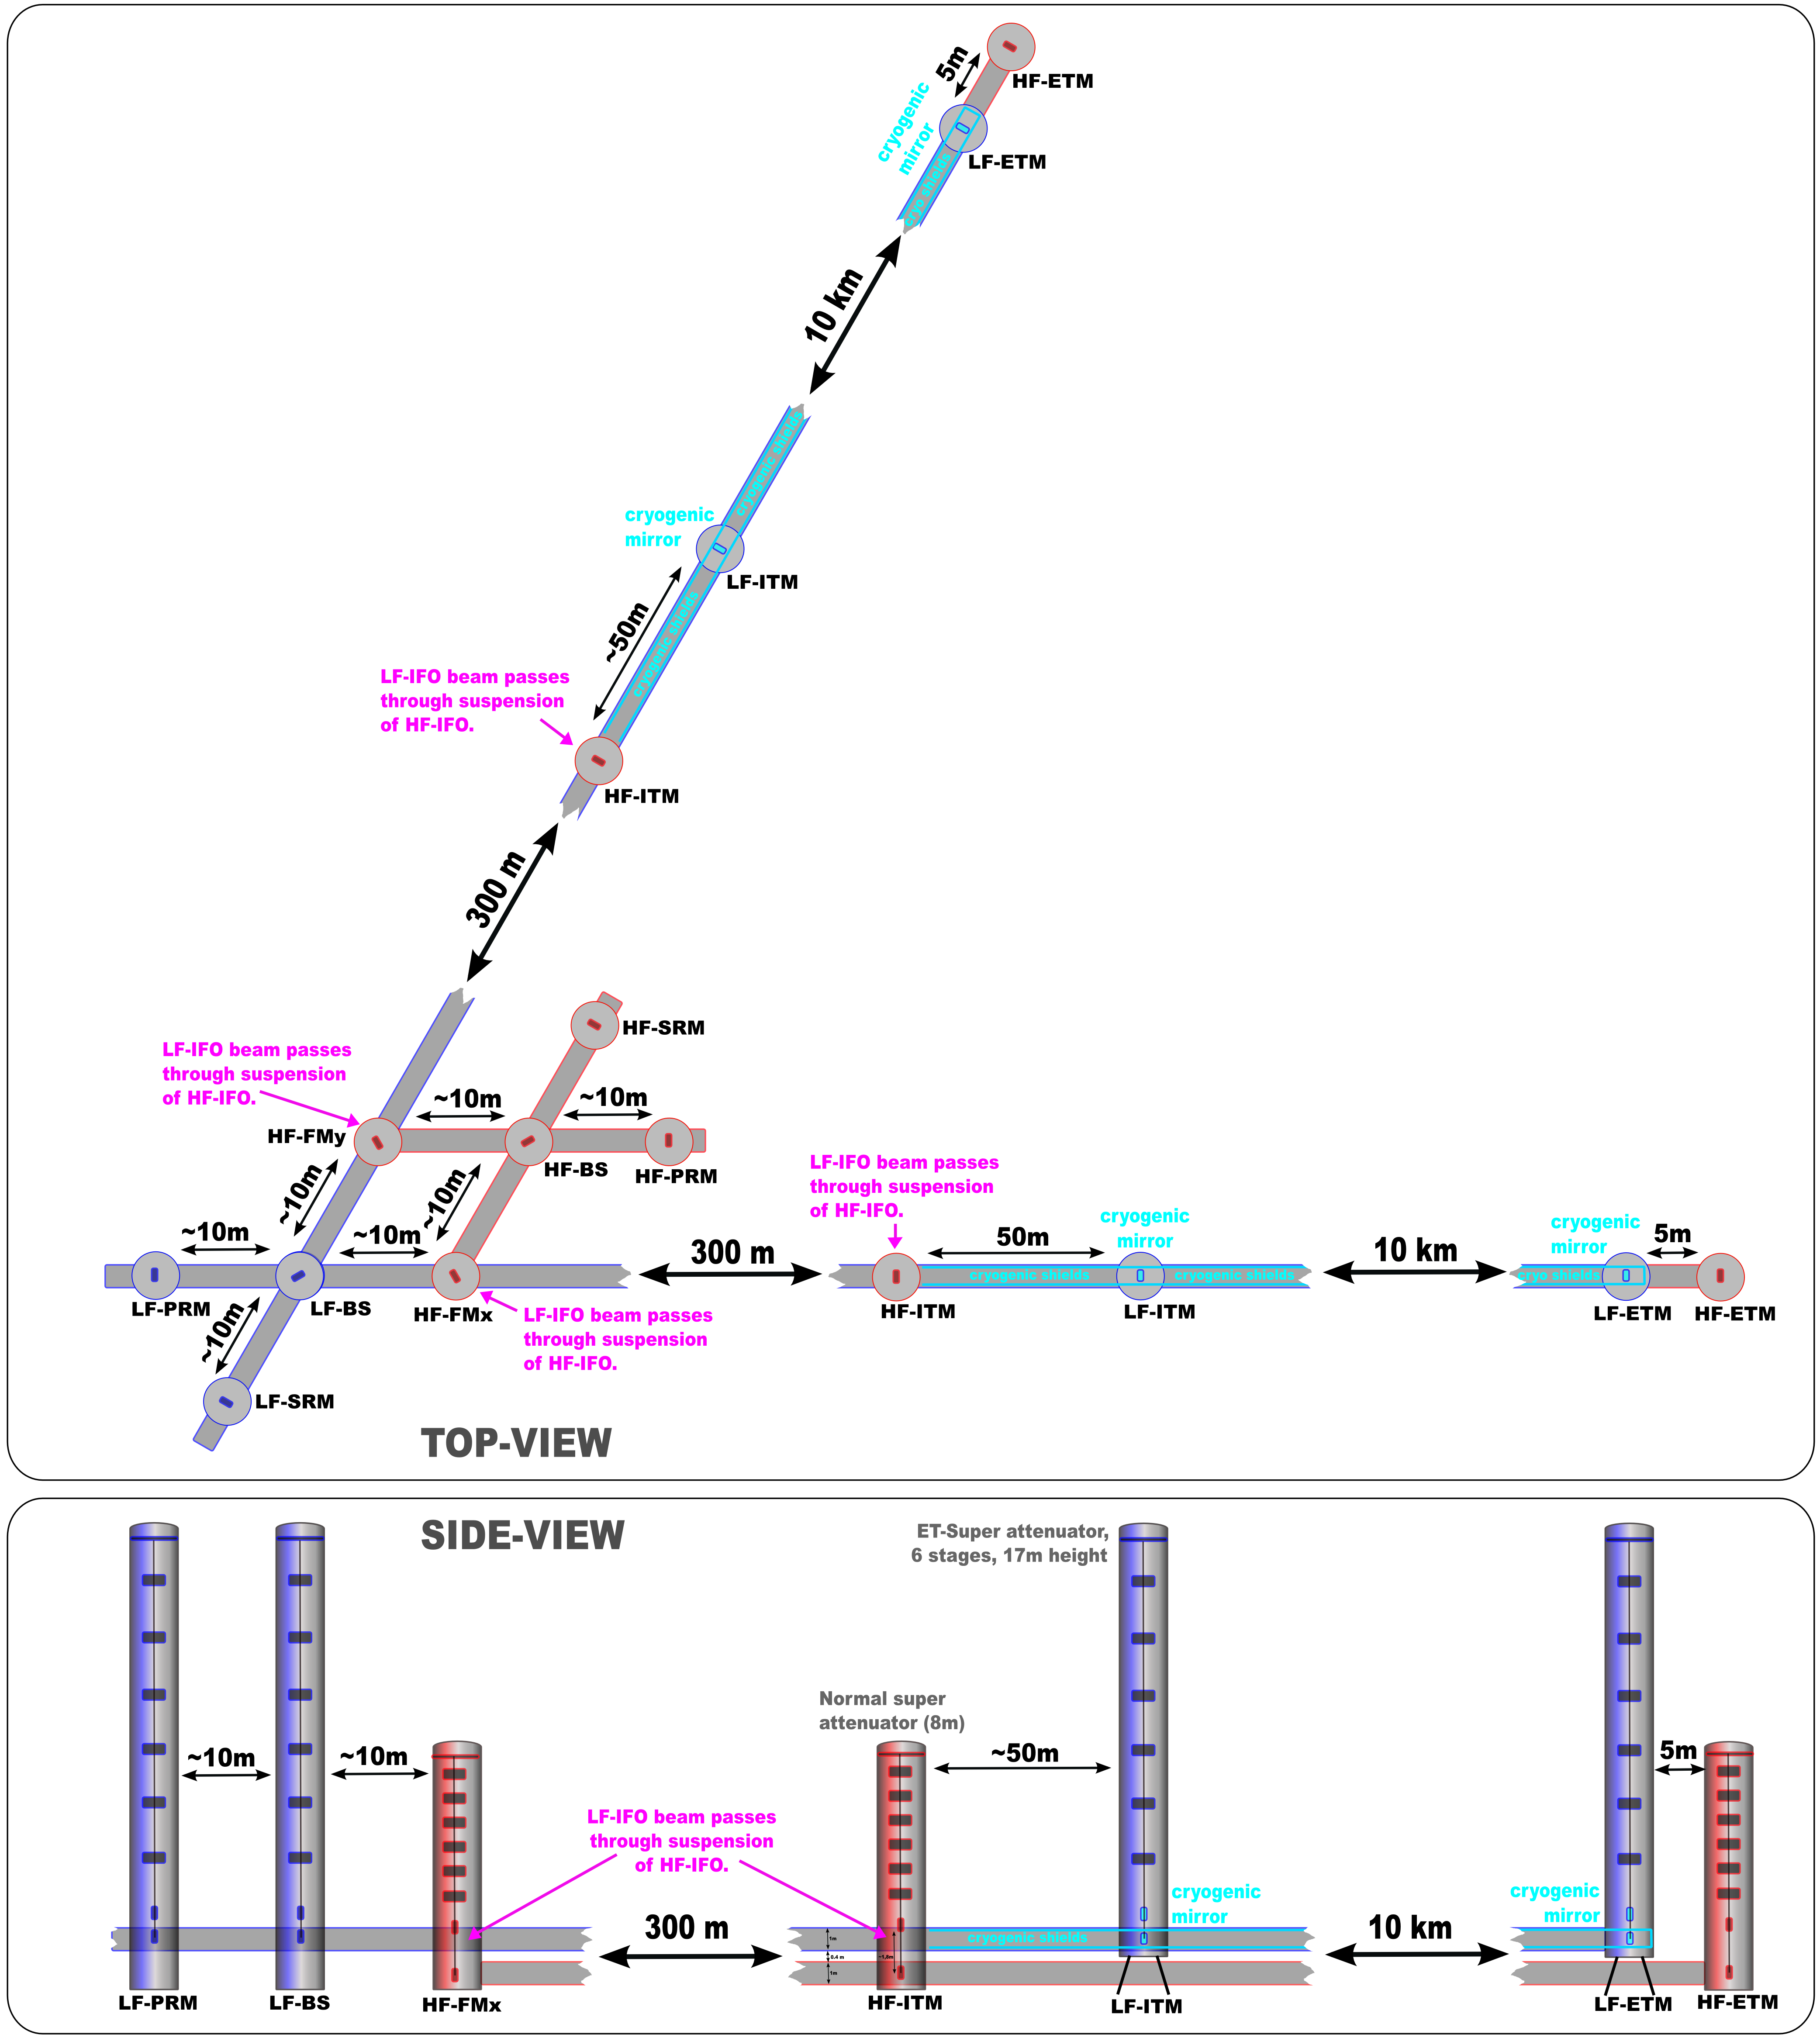 5m
HF-ETM
cryogenic
mirror
LF-ETM
cryo shields
10 km
cryogenic shields
cryogenic
mirror
LF-ITM
~50m
cryogenic shields
LF-IFO beam passes
through suspension
of HF-IFO.
HF-ITM
300 m
HF-SRM
LF-IFO beam passes
through suspension
of HF-IFO.
~10m
~10m
HF-FMy
HF-BS
HF-PRM
~10m
~10m
LF-IFO beam passes
through suspension
of HF-IFO.
~10m
~10m
300 m
50m
cryogenic
mirror
10 km
cryogenic
mirror
5m
cryogenic shields
cryogenic shields
cryo shields
LF-PRM
LF-BS
HF-FMx
HF-ITM
LF-ITM
LF-ETM
HF-ETM
~10m
LF-IFO beam passes
through suspension
of HF-IFO.
LF-SRM
TOP-VIEW
SIDE-VIEW
ET-Super attenuator,
6 stages, 17m height
Normal super
attenuator (8m)
~10m
~10m
~50m
5m
LF-IFO beam passes
through suspension
of HF-IFO.
cryogenic
mirror
cryogenic
mirror
300 m
10 km
cryogenic shields
1m
0.4 m
~1,8m
1m
LF-PRM
LF-BS
HF-FMx
HF-ITM
LF-ITM
LF-ETM
HF-ETM